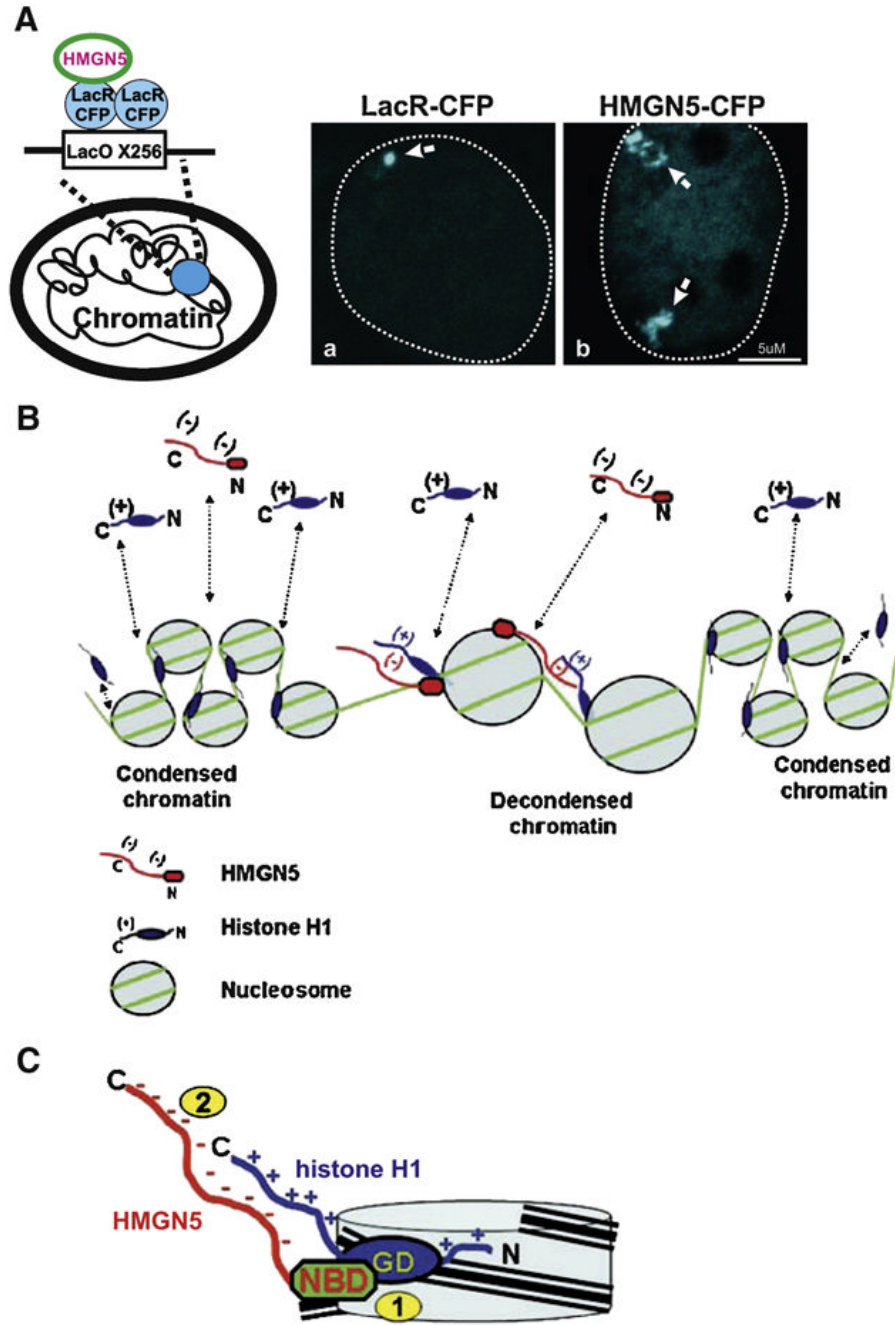 A
HMGN5
LacR LacR
CFP CFP
LacO X256
Chromatin
LacR-CFP
HMGN5-CFP
a
b
5uM
B
(-)
(-)
C
N
(+)
C
N
(+)
C
N
(+)
C
N
(-)
C
(-)
N
(+)
C
N
(+)
(-)
(-)
(+)
Condensed
chromatin
Decondensed
chromatin
Condensed
chromatin
(-)
(-)
C
N
HMGN5
(+)
C
N
Histone H1
Nucleosome
C
C
- - - - - - - - - - - -
2
C
+ + + + + +
histone H1
HMGN5
NBD
GD
+ +
N
1